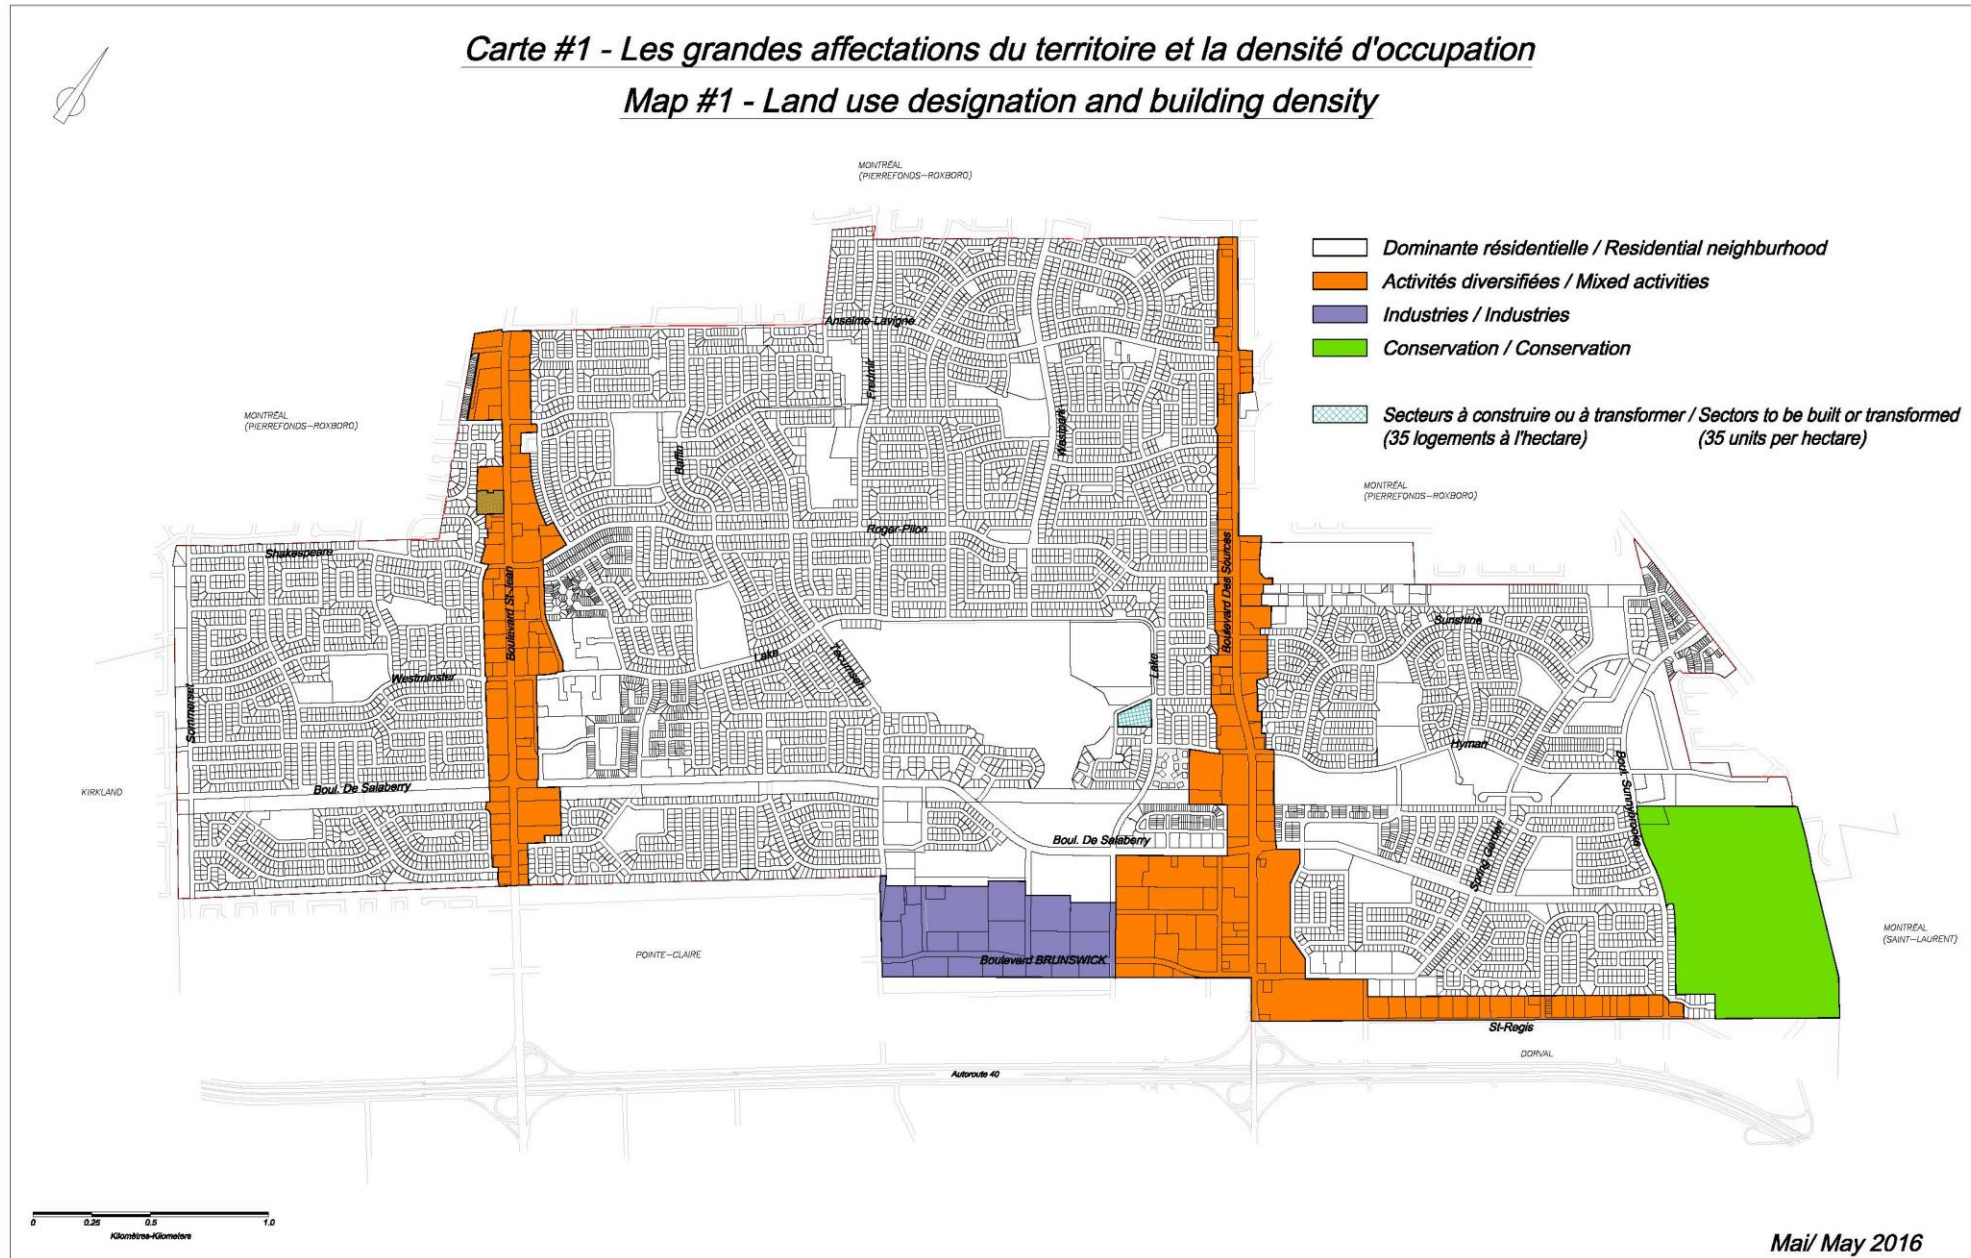 Carte #1 - Les grandes affectations du territoire et la densité d'occupation
Map #1 - Land use designation and building density
MONTRÉAL
(PIERREFONDS-ROXBORO)
Dominante résidentielle / Residential neighburhood
Activités diversifiées / Mixed activities
Industries / Industries
Conservation / Conservation
Secteurs à construire ou à transformer / Sectors to be built or transformed
(35 logements à l'hectare) (35 units per hectare)
Anselme-Lavigne
Fredmir
MONTRÉAL
(PIERREFONDS-ROXBORO)
Westpark
Baffin
MONTRÉAL
(PIERREFONDS-ROXBORO)
Roger-Pilon
Shakespeare
Boulevard St-Jean
Boulevard Des Sources
Sunshine
Lake
Tecumseh
Lake
Westminster
Sommerset
Hyman
Boul. De Salaberry
KIRKLAND
Boul. Sunnybrooke
Boul. De Salaberry
Spring Garden
MONTRÉAL
(SAINT-LAURENT)
POINTE-CLAIRE
Boulevard BRUNSWICK
St-Regis
DORVAL
Autoroute 40
0 0.25 0.5 1.0
Kilomètres-Kilometers
Mai/ May 2016